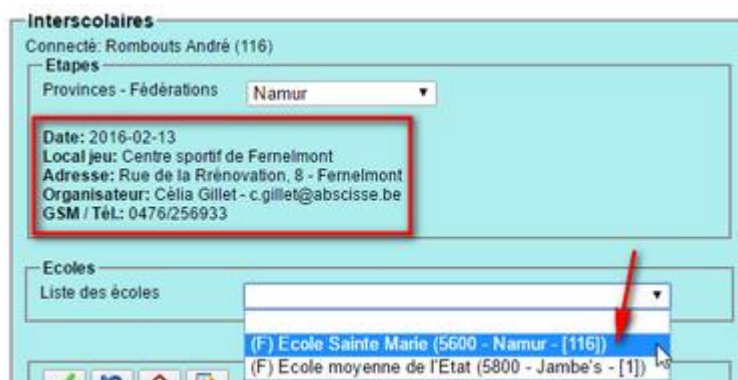 Interscolaires
Connecté: Rombouts André (116)
Etapes
Provinces - Fédérations Namur
Date: 2016-02-13
Local jeu: Centre sportif de Fernelmont
Adresse: Rue de la Rrénovation, 8 - Fernelmont
Organisateur: Célia Gillet - c.gillet@abscisse.be
GSM / Tél.: 0476/256933
Ecoles
Liste des écoles
(F) Ecole Sainte Marie (5600 - Namur - [116])
(F) Ecole moyenne de l'Etat (5800 - Jambe's - [1])